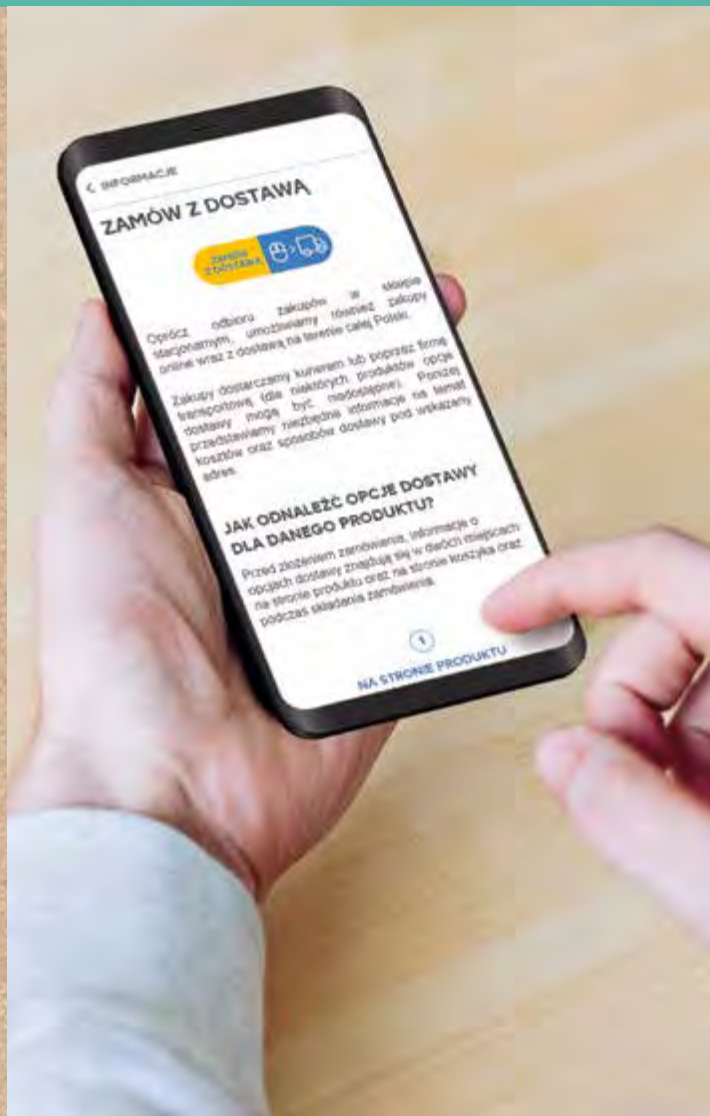 < INFORMACJE
ZAMÓW Z DOSTAWĄ
ZAMÓW
Z DOSTAWĄ
Oprócz odbioru zakupów w sklepie
stacjonarnym, umożliwiamy również zakupy
online wraz z dostawą na terenie całej Polski.
Zakupy dostarczamy kurierem lub poprzez firmę
transportową (dla niektórych produktów opcje
dostawy mogą być niedostępne). Poniżej
przedstawiamy niezbędne informacje na temat
kosztów oraz sposobów dostawy pod wskazany
adres.
JAK ODNALEŹĆ OPCJE DOSTAWY
DLA DANEGO PRODUKTU?
Przed złożeniem zamówienia, informacje o
opcjach dostawy znajdują się w dwóch miejscach
na stronie produktu oraz na stronie koszyka oraz
podczas składania zamówienia.
1
NA STRONIE PRODUKTU